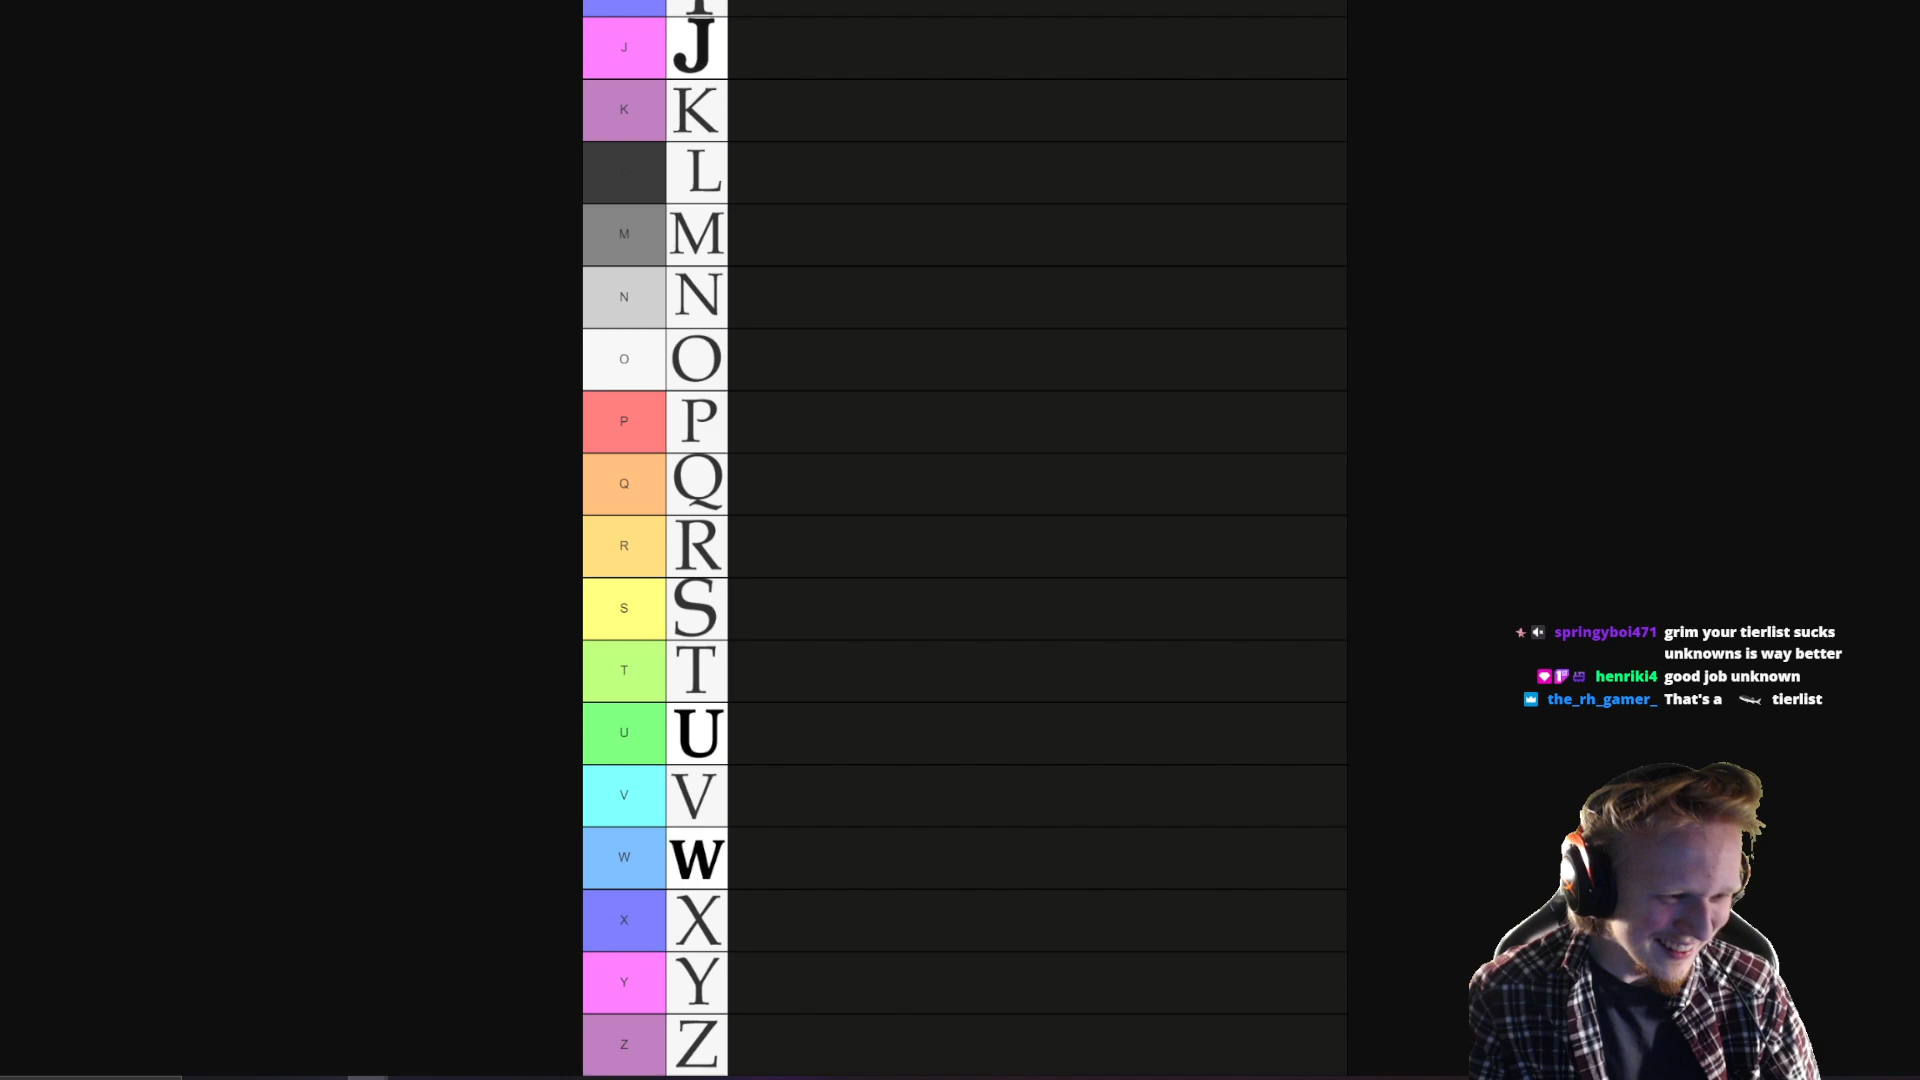 I
J J
K K
L
M M
N N
O O
P P
Q Q
R R
S S
T T
U U
V V
W W
X X
Y Y
Z Z
springyboi471 grim your tierlist sucks
unknowns is way better
henriki4 good job unknown
the_rh_gamer_ That's a tierlist